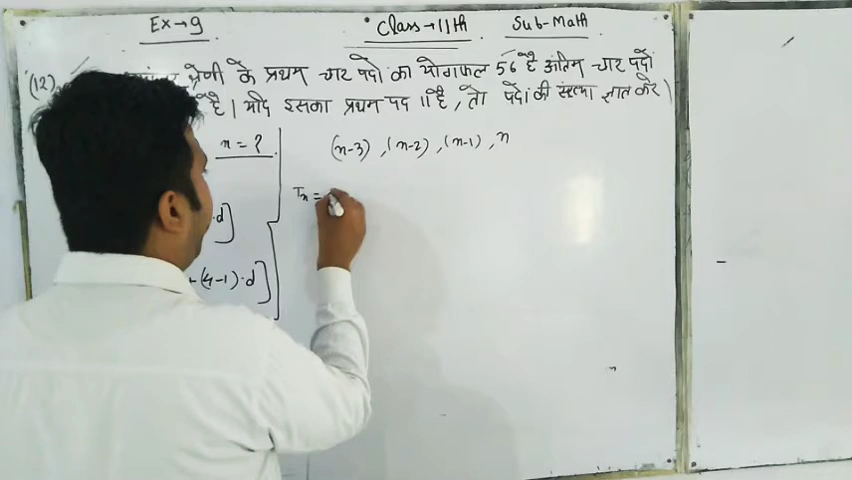 Ex→9 Class→11th Sub-Math
(12) श्रेणी के प्रथम चार पदों का योगफल 56 है अंतिम चार पदों
है। यदि इसका प्रथम पद 11 है, तो पदों की संख्या ज्ञात करे)
n = ?
(n-3), (n-2), (n-1), n
Tn =
·d]
+(4-1)·d]